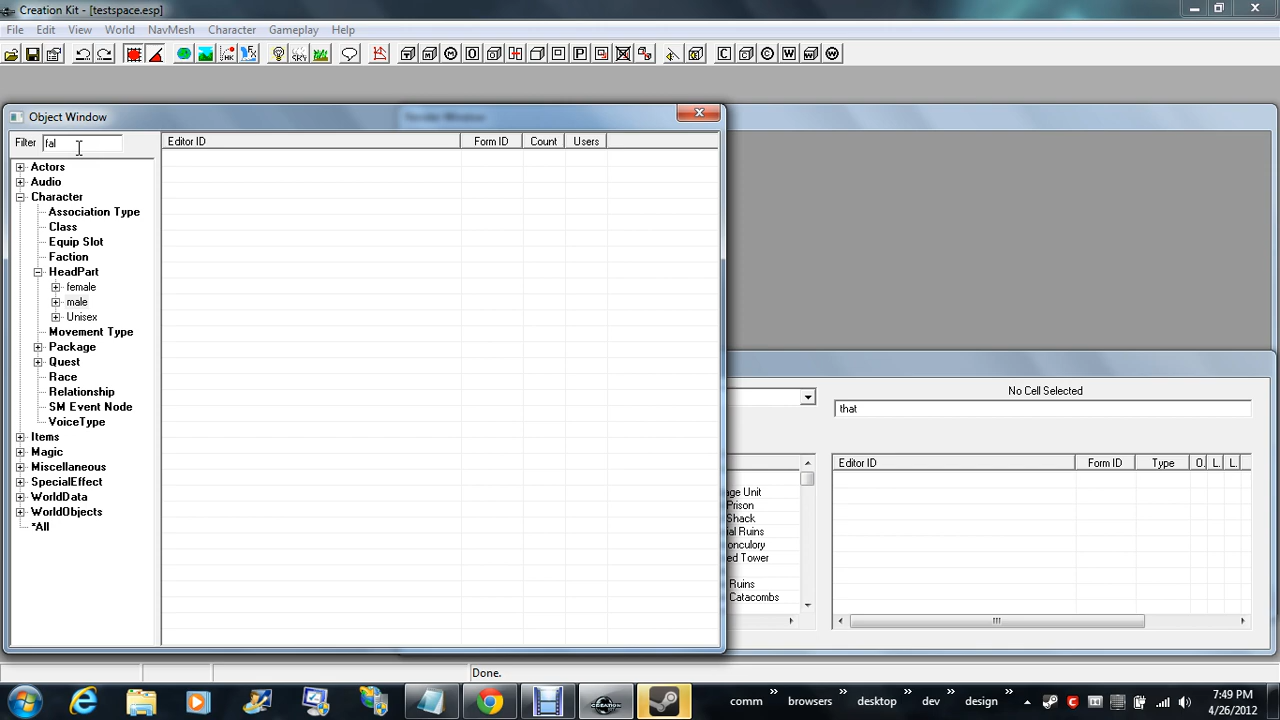 Creation Kit - [testspace.esp]
File Edit View World NavMesh Character Gameplay Help
Object Window
Render Window
Filter fal
Editor ID Form ID Count Users
Actors
Audio
Character
Association Type
Class
Equip Slot
Faction
HeadPart
female
male
Unisex
Movement Type
Package
Quest
Race
Relationship
SM Event Node
VoiceType
Items
Magic
Miscellaneous
SpecialEffect
WorldData
WorldObjects
*All
No Cell Selected
that
Editor ID Form ID Type O. L. L.
age Unit
Prison
Shack
ial Ruins
onculory
ed Tower
Ruins
Catacombs
Done.
comm browsers desktop dev design
7:49 PM
4/26/2012